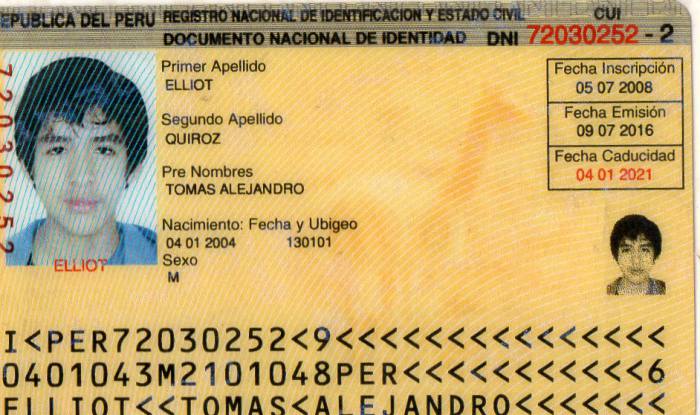 EPUBLICA DEL PERU REGISTRO NACIONAL DE IDENTIFICACION Y ESTADO CIVIL CUI
DOCUMENTO NACIONAL DE IDENTIDAD DNI 72030252 - 2
72030252
Primer Apellido
ELLIOT
Segundo Apellido
QUIROZ
Pre Nombres
TOMAS ALEJANDRO
Nacimiento: Fecha y Ubigeo
04 01 2004 130101
Sexo
M
ELLIOT
Fecha Inscripción
05 07 2008
Fecha Emisión
09 07 2016
Fecha Caducidad
04 01 2021
I<PER72030252<9<<<<<<<<<<<<<<<
0401043M2101048PER<<<<<<<<<<<6
ELLIOT<<TOMAS<ALEJANDRO<<<<<<<